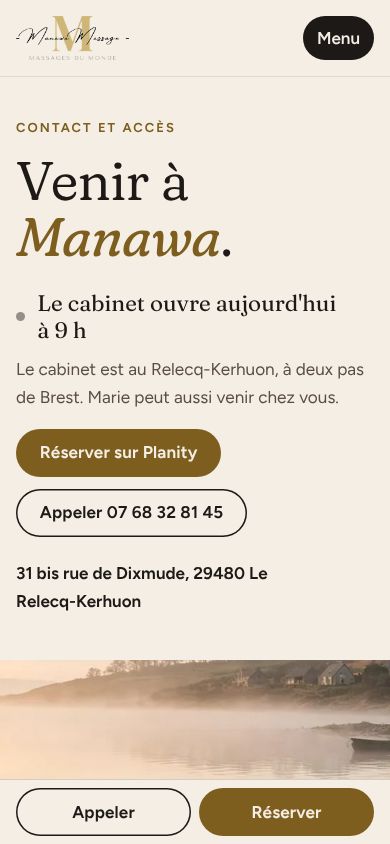 M
Manawa Massage
MASSAGES DU MONDE
Menu
CONTACT ET ACCÈS
Venir à
Manawa.
Le cabinet ouvre aujourd'hui
à 9 h
Le cabinet est au Relecq-Kerhuon, à deux pas
de Brest. Marie peut aussi venir chez vous.
Réserver sur Planity
Appeler 07 68 32 81 45
31 bis rue de Dixmude, 29480 Le
Relecq-Kerhuon
Appeler
Réserver